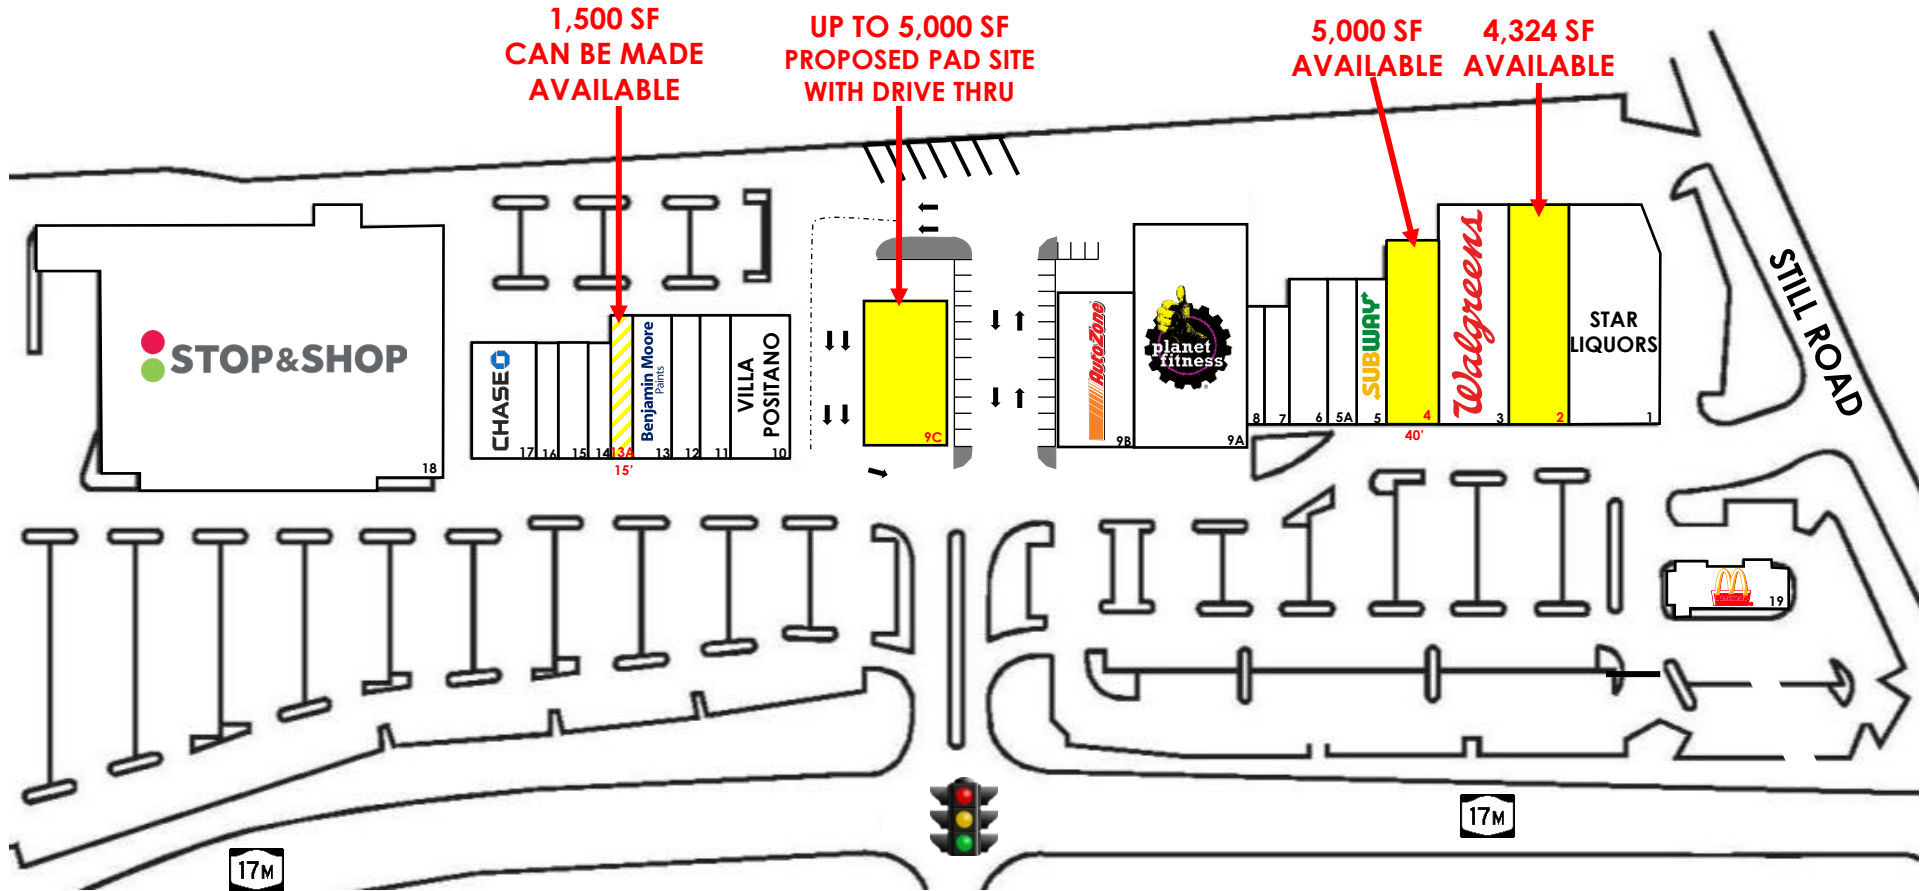 1,500 SF
CAN BE MADE
AVAILABLE
UP TO 5,000 SF
PROPOSED PAD SITE
WITH DRIVE THRU
5,000 SF
AVAILABLE
4,324 SF
AVAILABLE
STOP&SHOP
18
CHASE
17
16
15
14
13A
15'
Benjamin Moore
Paints
13
12
11
VILLA
POSITANO
10
9C
AutoZone
9B
planet
fitness
9A
8
7
6
5A
SUBWAY
5
4
40'
Walgreens
3
2
STAR
LIQUORS
1
STILL ROAD
19
17M
17M